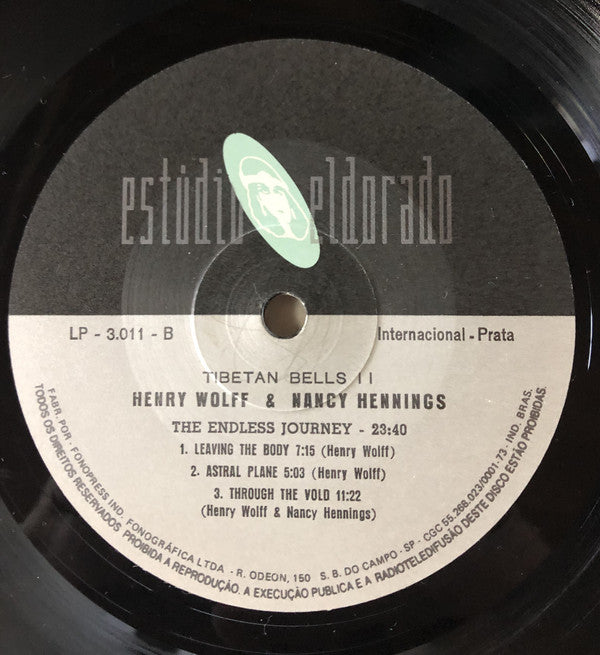 estúdio eldorado
LP - 3.011 - B
Internacional - Prata
TIBETAN BELLS II
HENRY WOLFF & NANCY HENNINGS
THE ENDLESS JOURNEY - 23:40
1. LEAVING THE BODY 7:15 (Henry Wolff)
2. ASTRAL PLANE 5:03 (Henry Wolff)
3. THROUGH THE VOLD 11:22
(Henry Wolff & Nancy Hennings)
FABR. POR - FONOPRESS IND. FONOGRÁFICA LTDA - R. ODEON, 150 S. B. DO CAMPO - SP - CGC 55.268.023/0001-73. IND. BRAS.
TODOS OS DIREITOS RESERVADOS PROIBIDA A REPRODUÇÃO. A EXECUÇÃO PUBLICA E A RADIOTELEDIFUSÃO DESTE DISCO ESTÃO PROIBIDAS.